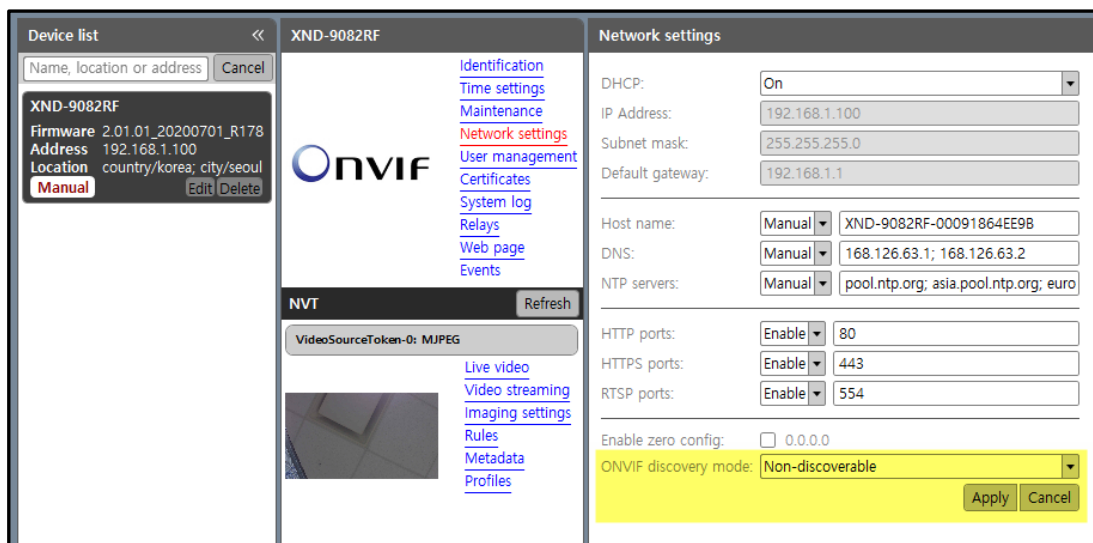 Device list
Name, location or address Cancel
XND-9082RF
Firmware 2.01.01_20200701_R178
Address 192.168.1.100
Location country/korea; city/seoul
Manual Edit Delete
XND-9082RF
ONVIF
Identification
Time settings
Maintenance
Network settings
User management
Certificates
System log
Relays
Web page
Events
NVT Refresh
VideoSourceToken-0: MJPEG
Live video
Video streaming
Imaging settings
Rules
Metadata
Profiles
Network settings
DHCP: On
IP Address: 192.168.1.100
Subnet mask: 255.255.255.0
Default gateway: 192.168.1.1
Host name: Manual XND-9082RF-00091864EE9B
DNS: Manual 168.126.63.1; 168.126.63.2
NTP servers: Manual pool.ntp.org; asia.pool.ntp.org; euro
HTTP ports: Enable 80
HTTPS ports: Enable 443
RTSP ports: Enable 554
Enable zero config: 0.0.0.0
ONVIF discovery mode: Non-discoverable
Apply Cancel